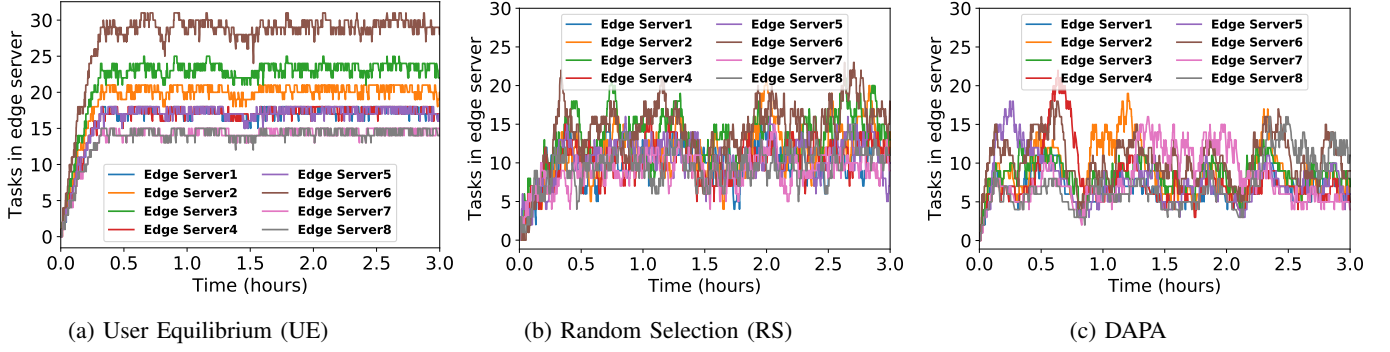 Tasks in edge server
30
25
20
15
10
5
0
Edge Server1
Edge Server2
Edge Server3
Edge Server4
Edge Server5
Edge Server6
Edge Server7
Edge Server8
0.0 0.5 1.0 1.5 2.0 2.5 3.0
Time (hours)
(a) User Equilibrium (UE)
Tasks in edge server
30
25
20
15
10
5
0
Edge Server1
Edge Server2
Edge Server3
Edge Server4
Edge Server5
Edge Server6
Edge Server7
Edge Server8
0.0 0.5 1.0 1.5 2.0 2.5 3.0
Time (hours)
(b) Random Selection (RS)
Tasks in edge server
30
25
20
15
10
5
0
Edge Server1
Edge Server2
Edge Server3
Edge Server4
Edge Server5
Edge Server6
Edge Server7
Edge Server8
0.0 0.5 1.0 1.5 2.0 2.5 3.0
Time (hours)
(c) DAPA